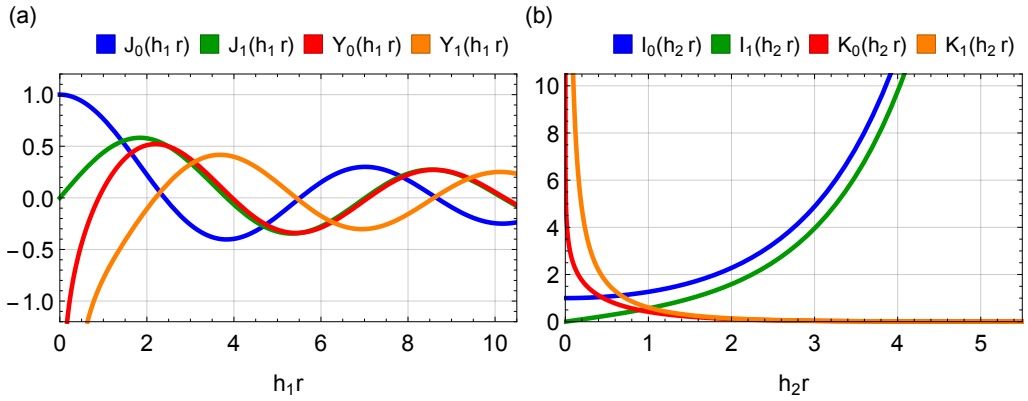 (a)
J₀(h₁ r) J₁(h₁ r) Y₀(h₁ r) Y₁(h₁ r)
1.0
0.5
0.0
−0.5
−1.0
0 2 4 6 8 10
h₁r
(b)
I₀(h₂ r) I₁(h₂ r) K₀(h₂ r) K₁(h₂ r)
10
8
6
4
2
0
0 1 2 3 4 5
h₂r